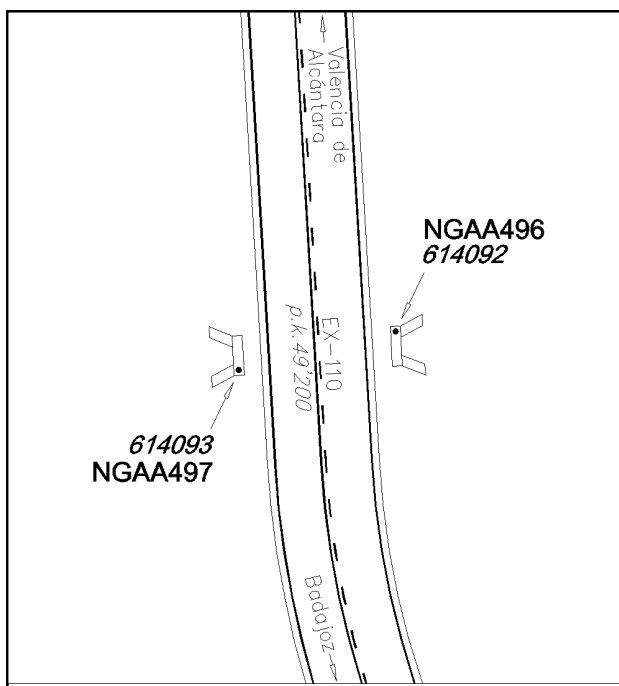 Valencia de
Alcántara
NGAA496
614092
EX-110
p.k. 49'200
614093
NGAA497
Badajoz